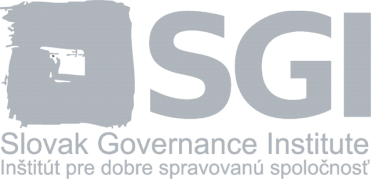 SGI
Slovak Governance Institute
Inštitút pre dobre spravovanú spoločnosť